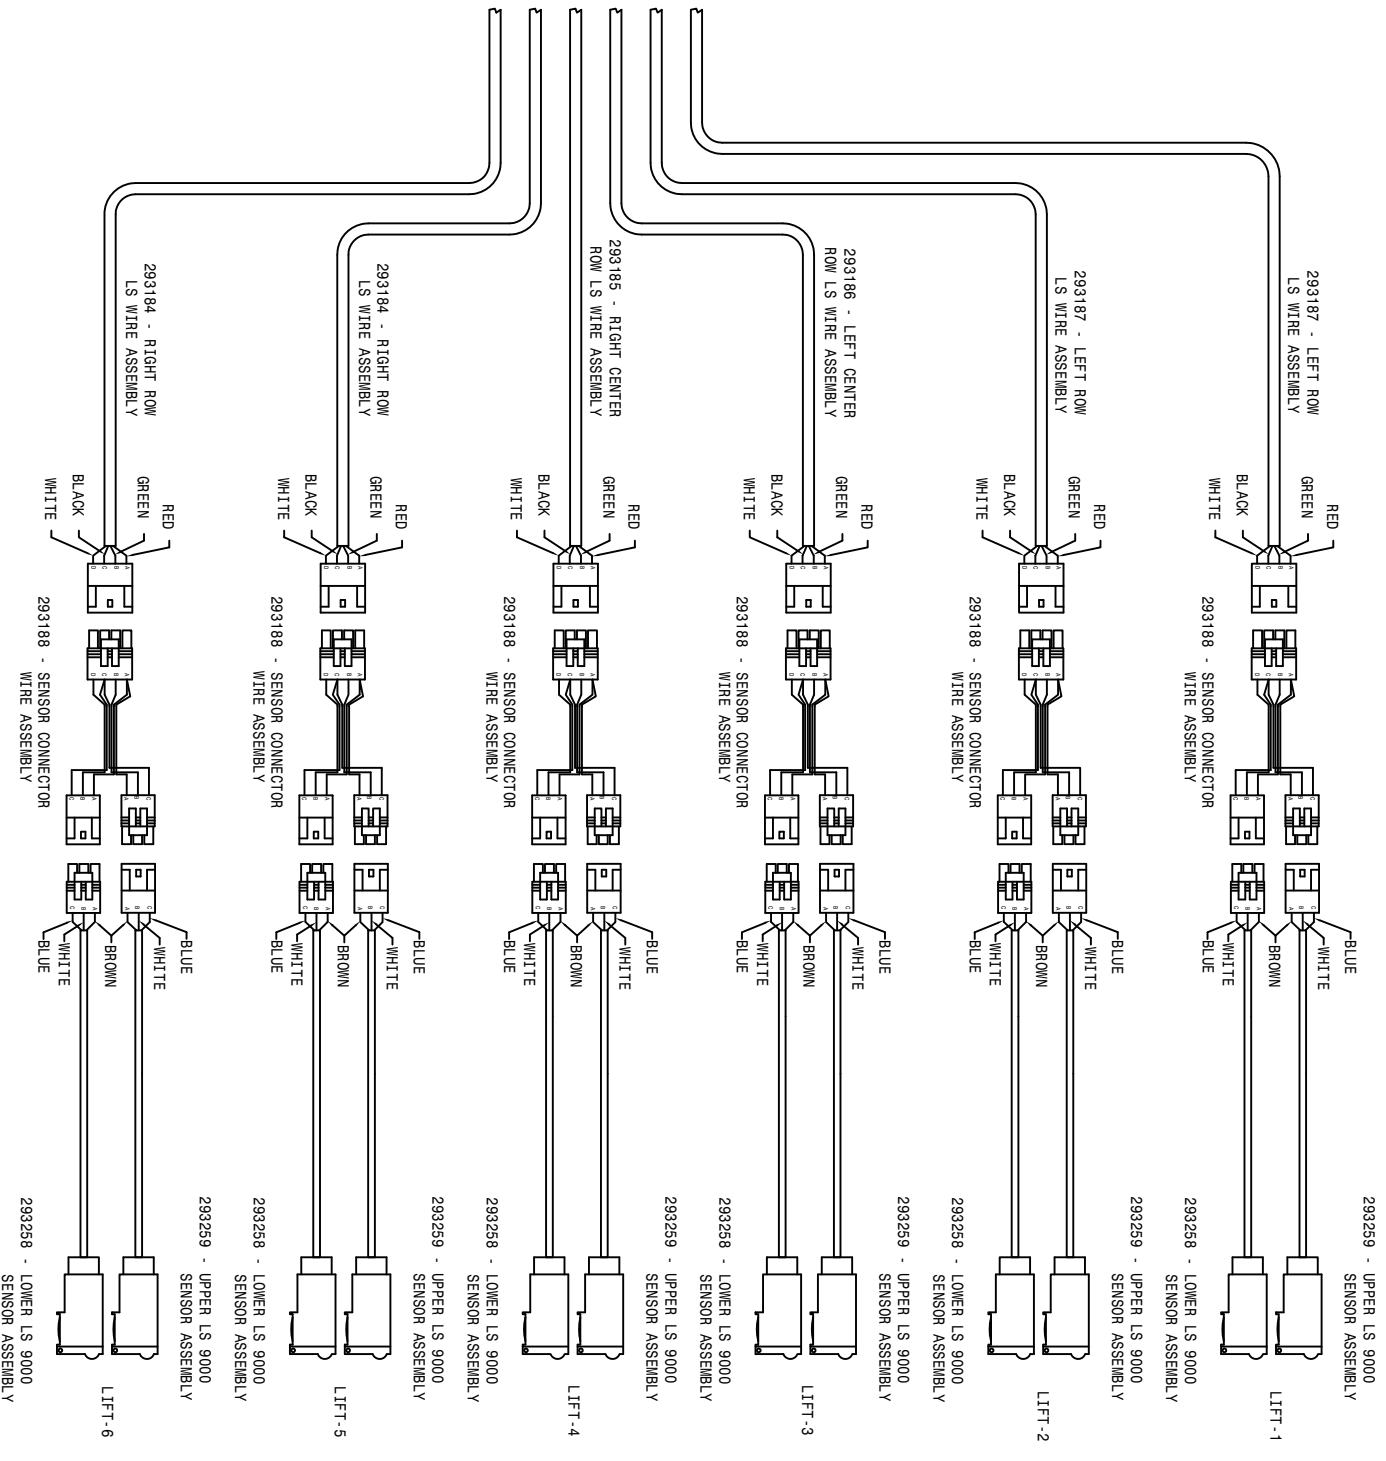 293187 - LEFT ROW
LS WIRE ASSEMBLY
RED
GREEN
BLACK
WHITE
A
B
C
D
293188 - SENSOR CONNECTOR
WIRE ASSEMBLY
A
B
C
D
C
B
A
A
B
C
C
B
A
A
B
C
BLUE
WHITE
BROWN
WHITE
BLUE
293259 - UPPER LS 9000
SENSOR ASSEMBLY
293258 - LOWER LS 9000
SENSOR ASSEMBLY
LIFT-1
293187 - LEFT ROW
LS WIRE ASSEMBLY
RED
GREEN
BLACK
WHITE
A
B
C
D
293188 - SENSOR CONNECTOR
WIRE ASSEMBLY
A
B
C
D
C
B
A
A
B
C
C
B
A
A
B
C
BLUE
WHITE
BROWN
WHITE
BLUE
293259 - UPPER LS 9000
SENSOR ASSEMBLY
293258 - LOWER LS 9000
SENSOR ASSEMBLY
LIFT-2
293186 - LEFT CENTER
ROW LS WIRE ASSEMBLY
RED
GREEN
BLACK
WHITE
A
B
C
D
293188 - SENSOR CONNECTOR
WIRE ASSEMBLY
A
B
C
D
C
B
A
A
B
C
C
B
A
A
B
C
BLUE
WHITE
BROWN
WHITE
BLUE
293259 - UPPER LS 9000
SENSOR ASSEMBLY
293258 - LOWER LS 9000
SENSOR ASSEMBLY
LIFT-3
293185 - RIGHT CENTER
ROW LS WIRE ASSEMBLY
RED
GREEN
BLACK
WHITE
A
B
C
D
293188 - SENSOR CONNECTOR
WIRE ASSEMBLY
A
B
C
D
C
B
A
A
B
C
C
B
A
A
B
C
BLUE
WHITE
BROWN
WHITE
BLUE
293259 - UPPER LS 9000
SENSOR ASSEMBLY
293258 - LOWER LS 9000
SENSOR ASSEMBLY
LIFT-4
293184 - RIGHT ROW
LS WIRE ASSEMBLY
RED
GREEN
BLACK
WHITE
A
B
C
D
293188 - SENSOR CONNECTOR
WIRE ASSEMBLY
A
B
C
D
C
B
A
A
B
C
C
B
A
A
B
C
BLUE
WHITE
BROWN
WHITE
BLUE
293259 - UPPER LS 9000
SENSOR ASSEMBLY
293258 - LOWER LS 9000
SENSOR ASSEMBLY
LIFT-5
293184 - RIGHT ROW
LS WIRE ASSEMBLY
RED
GREEN
BLACK
WHITE
A
B
C
D
293188 - SENSOR CONNECTOR
WIRE ASSEMBLY
A
B
C
D
C
B
A
A
B
C
C
B
A
A
B
C
BLUE
WHITE
BROWN
WHITE
BLUE
293259 - UPPER LS 9000
SENSOR ASSEMBLY
293258 - LOWER LS 9000
SENSOR ASSEMBLY
LIFT-6